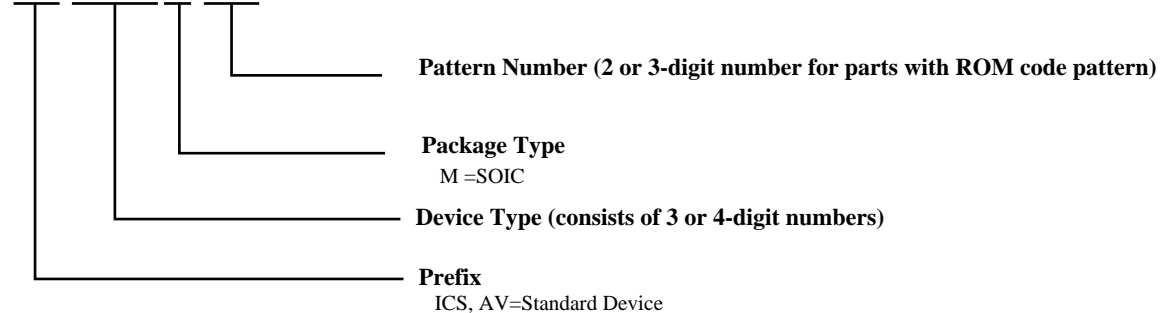 Pattern Number (2 or 3-digit number for parts with ROM code pattern)
Package Type
M =SOIC
Device Type (consists of 3 or 4-digit numbers)
Prefix
ICS, AV=Standard Device